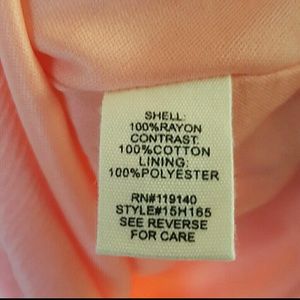 SHELL:
100%RAYON
CONTRAST:
100%COTTON
LINING:
100%POLYESTER
RN#119140
STYLE#15H165
SEE REVERSE
FOR CARE